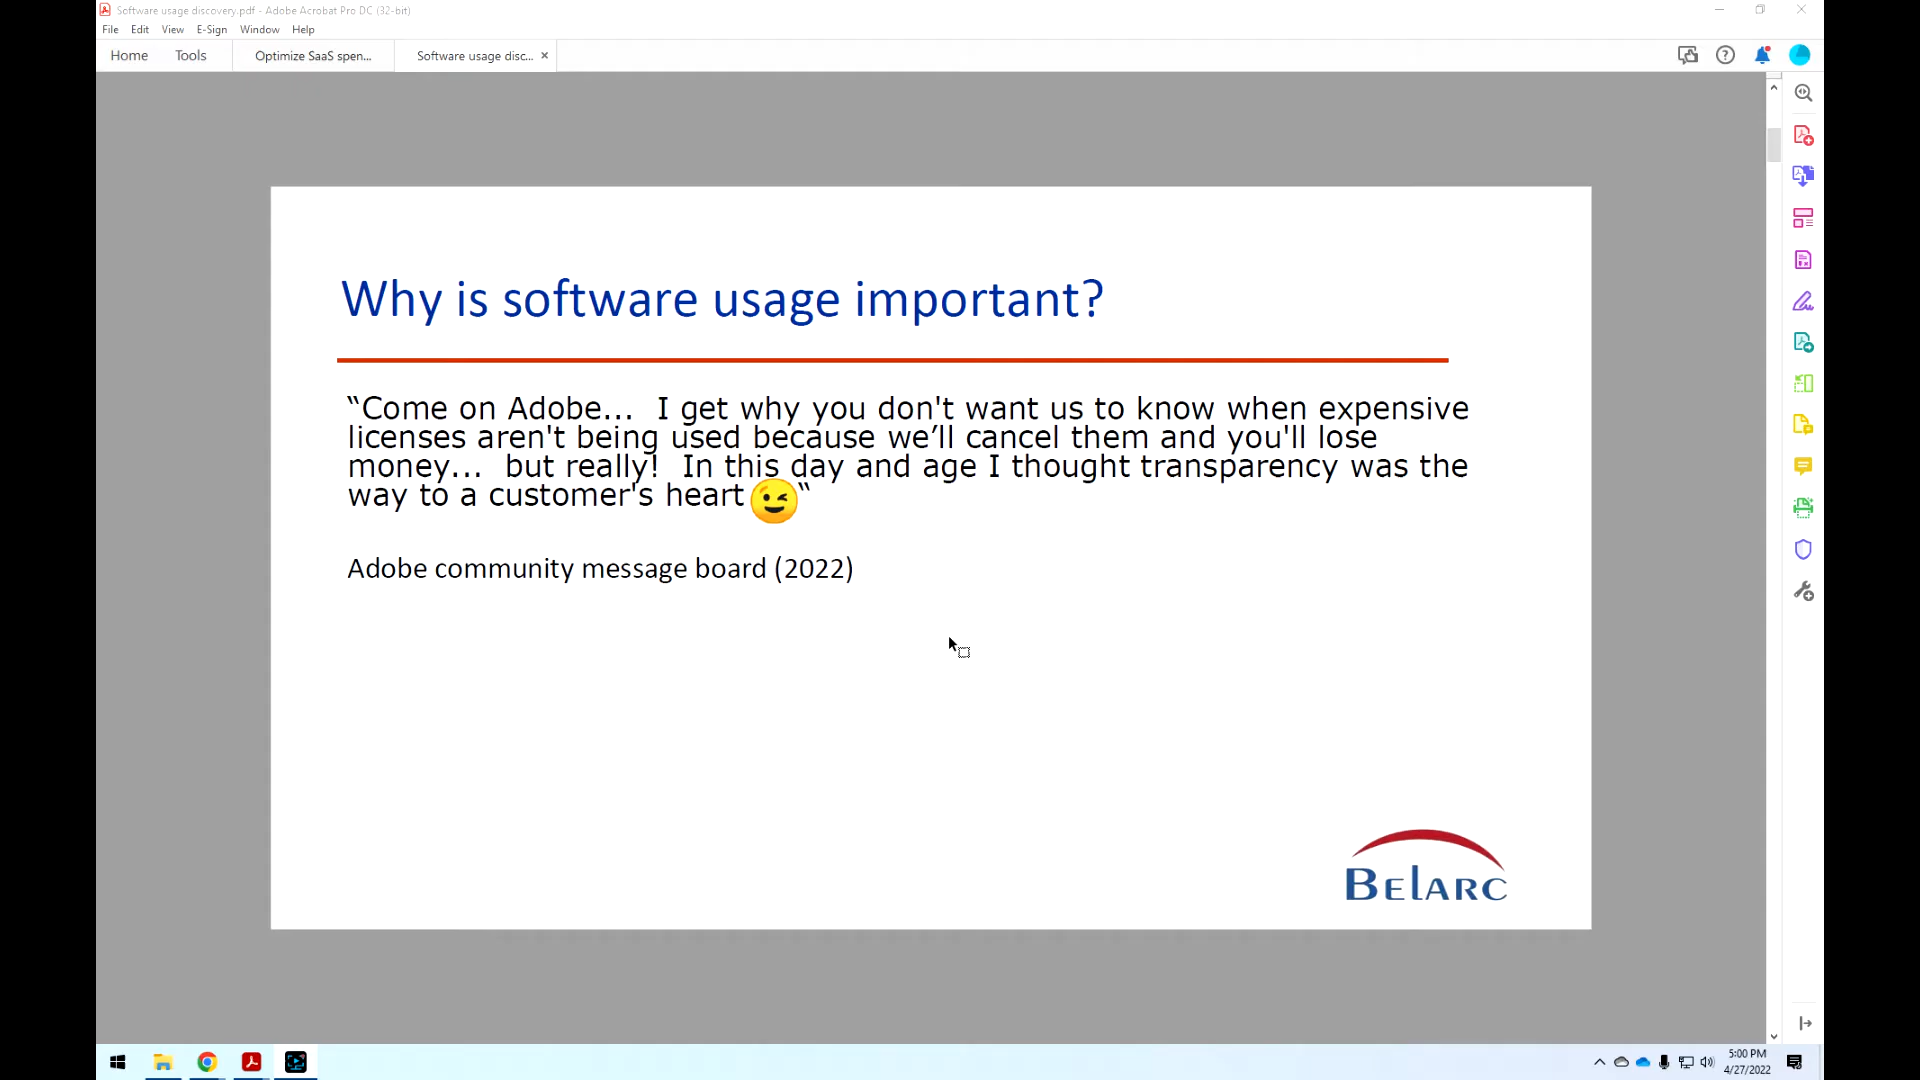 Software usage discovery.pdf - Adobe Acrobat Pro DC (32-bit)
File Edit View E-Sign Window Help
Home Tools Optimize SaaS spen... Software usage disc... ×
Why is software usage important?
“Come on Adobe... I get why you don't want us to know when expensive
licenses aren't being used because we’ll cancel them and you'll lose
money... but really! In this day and age I thought transparency was the
way to a customer's heart😉“
Adobe community message board (2022)
BELARC
5:00 PM
4/27/2022